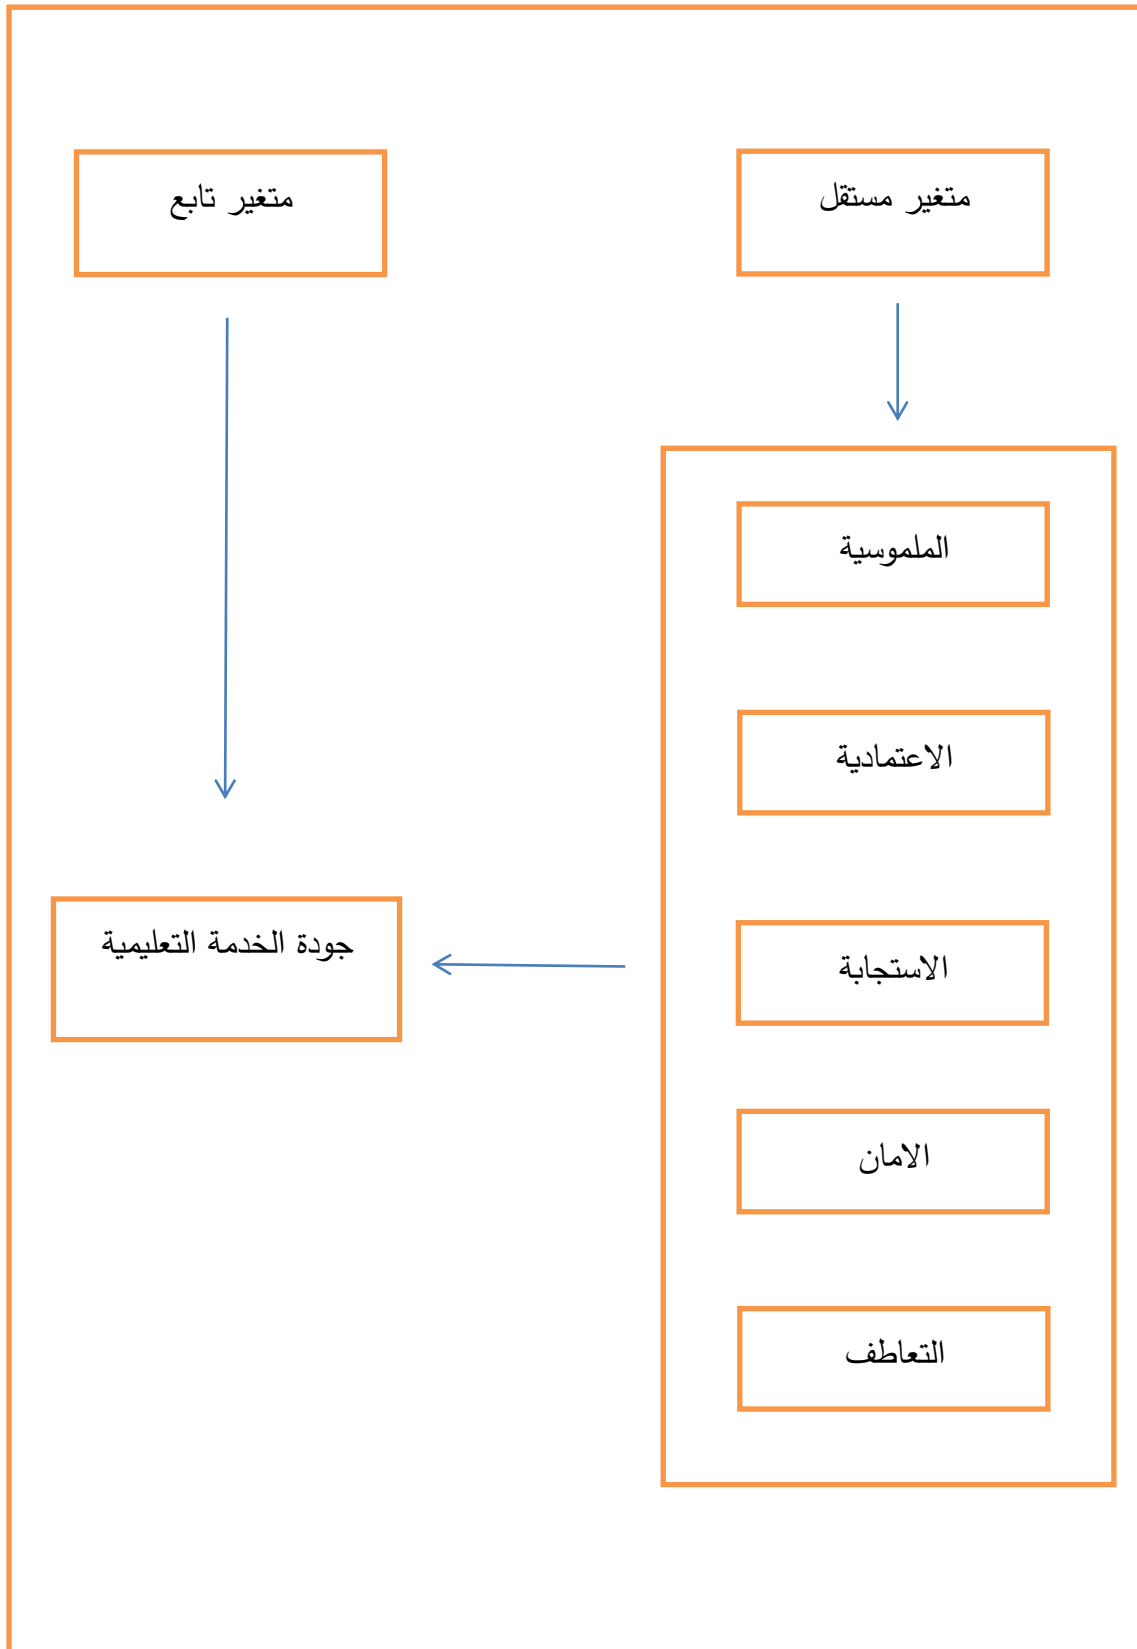 متغير مستقل
متغير تابع
الملموسية
الاعتمادية
الاستجابة
جودة الخدمة التعليمية
الامان
التعاطف